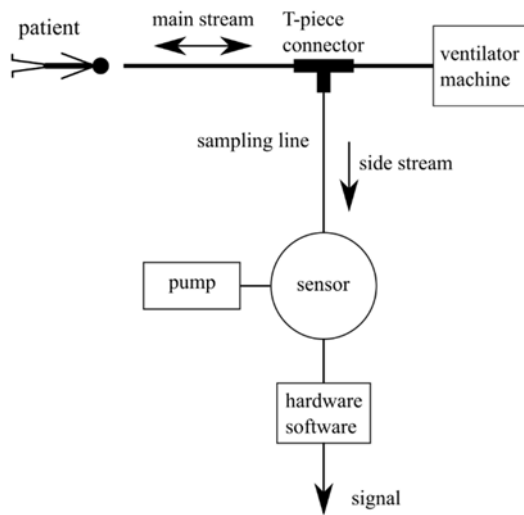 patient
main stream
T-piece
connector
ventilator
machine
sampling line
side stream
pump
sensor
hardware
software
signal